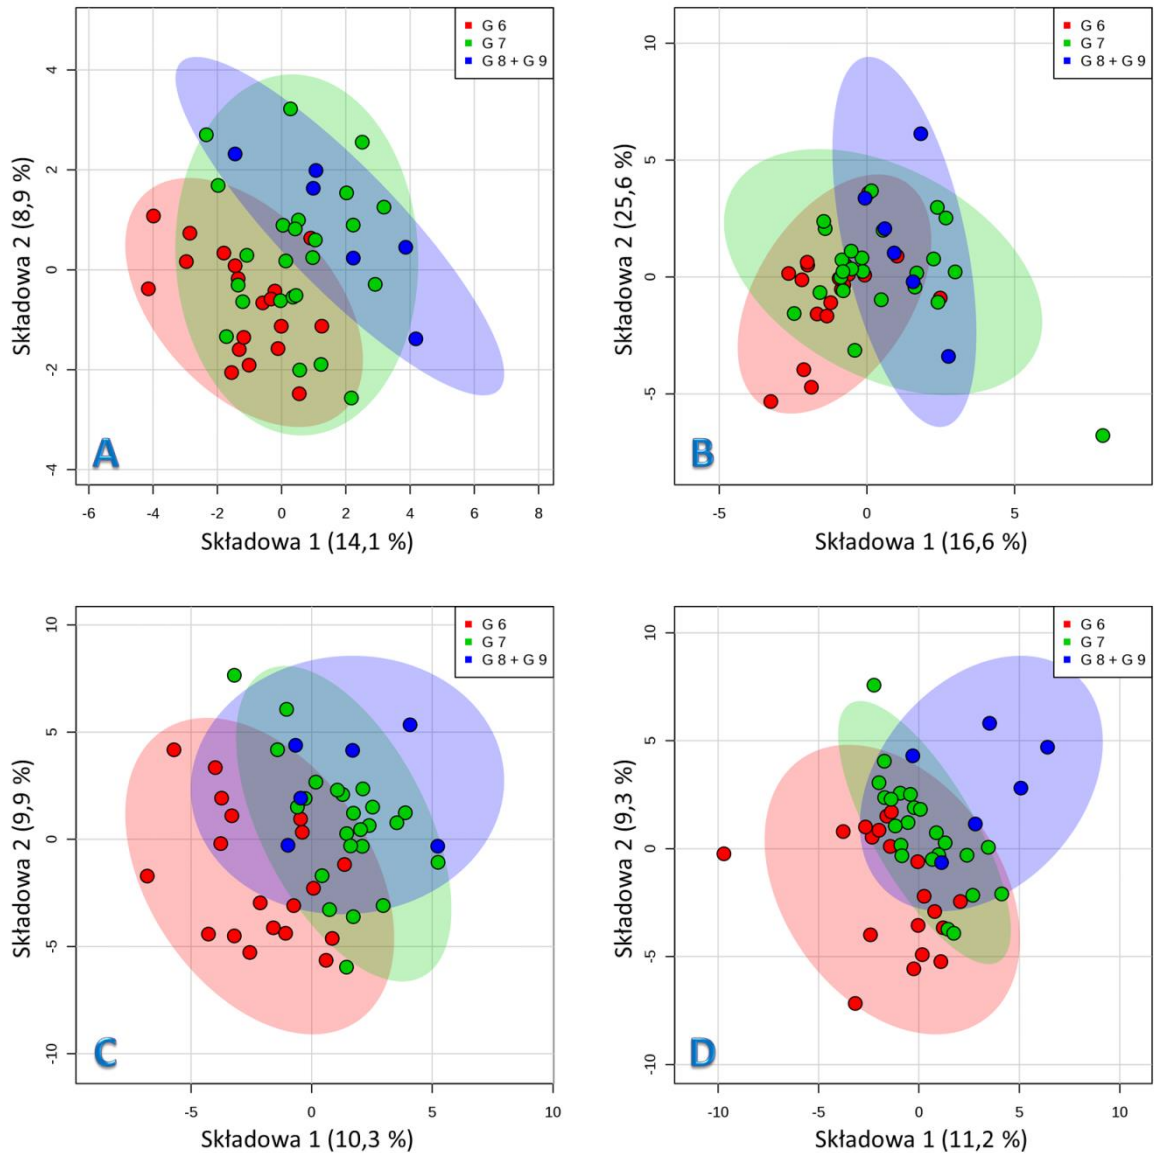 G 6
G 7
G 8 + G 9
4
2
0
-2
-4
Składowa 2 (8,9 %)
A
-6 -4 -2 0 2 4 6 8
Składowa 1 (14,1 %)
G 6
G 7
G 8 + G 9
10
5
0
-5
Składowa 2 (25,6 %)
B
-5 0 5
Składowa 1 (16,6 %)
G 6
G 7
G 8 + G 9
10
5
0
-5
-10
Składowa 2 (9,9 %)
C
-5 0 5 10
Składowa 1 (10,3 %)
G 6
G 7
G 8 + G 9
10
5
0
-5
-10
Składowa 2 (9,3 %)
D
-10 -5 0 5 10
Składowa 1 (11,2 %)